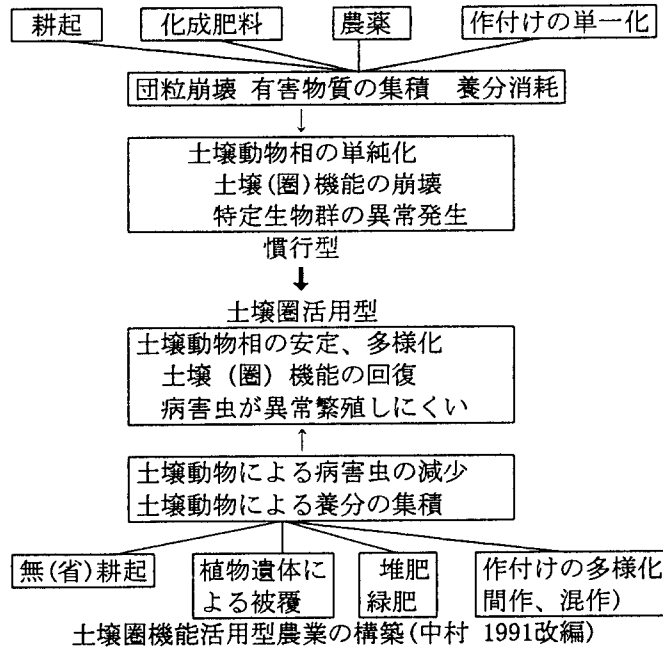 耕起 化成肥料 農薬 作付けの単一化
団粒崩壊 有害物質の集積 養分消耗
↓
土壌動物相の単純化
土壌(圏)機能の崩壊
特定生物群の異常発生
慣行型
↓
土壌圏活用型
土壌動物相の安定、多様化
土壌(圏)機能の回復
病害虫が異常繁殖しにくい
↑
土壌動物による病害虫の減少
土壌動物による養分の集積
無(省)耕起 植物遺体に 堆肥 作付けの多様化
よる被覆 緑肥 間作、混作)
土壌圏機能活用型農業の構築(中村 1991改編)